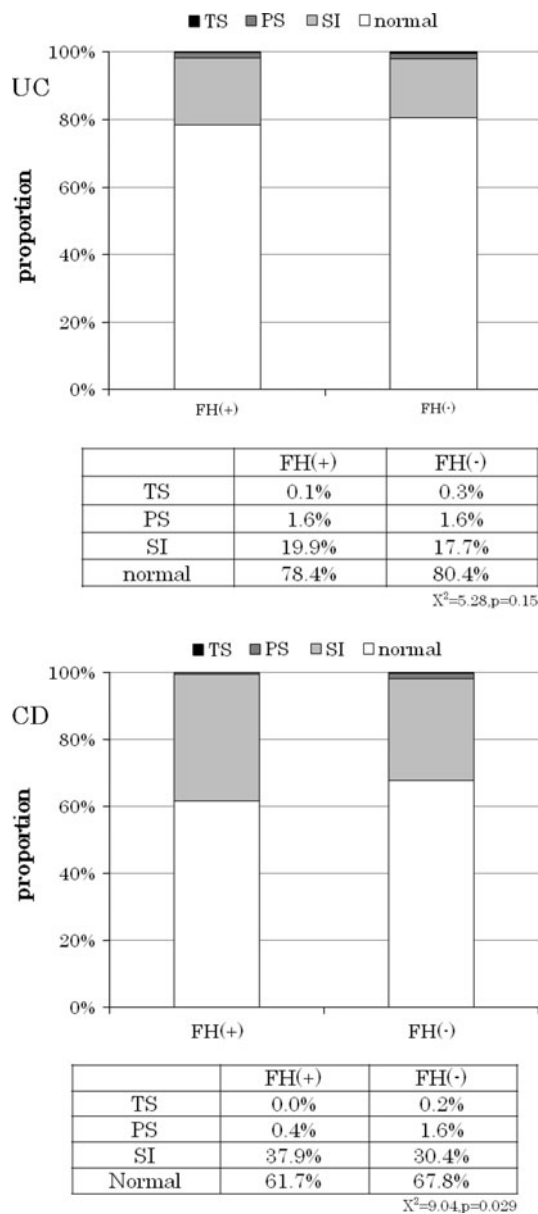 ■ TS ■ PS ■ SI □ normal
UC
proportion
100%
80%
60%
40%
20%
0%
FH(+) FH(-)
FH(+) FH(-)
TS 0.1% 0.3%
PS 1.6% 1.6%
SI 19.9% 17.7%
normal 78.4% 80.4%
X²=5.28,p=0.15
■ TS ■ PS ■ SI □ normal
CD
proportion
100%
80%
60%
40%
20%
0%
FH(+) FH(-)
FH(+) FH(-)
TS 0.0% 0.2%
PS 0.4% 1.6%
SI 37.9% 30.4%
Normal 61.7% 67.8%
X²=9.04,p=0.029